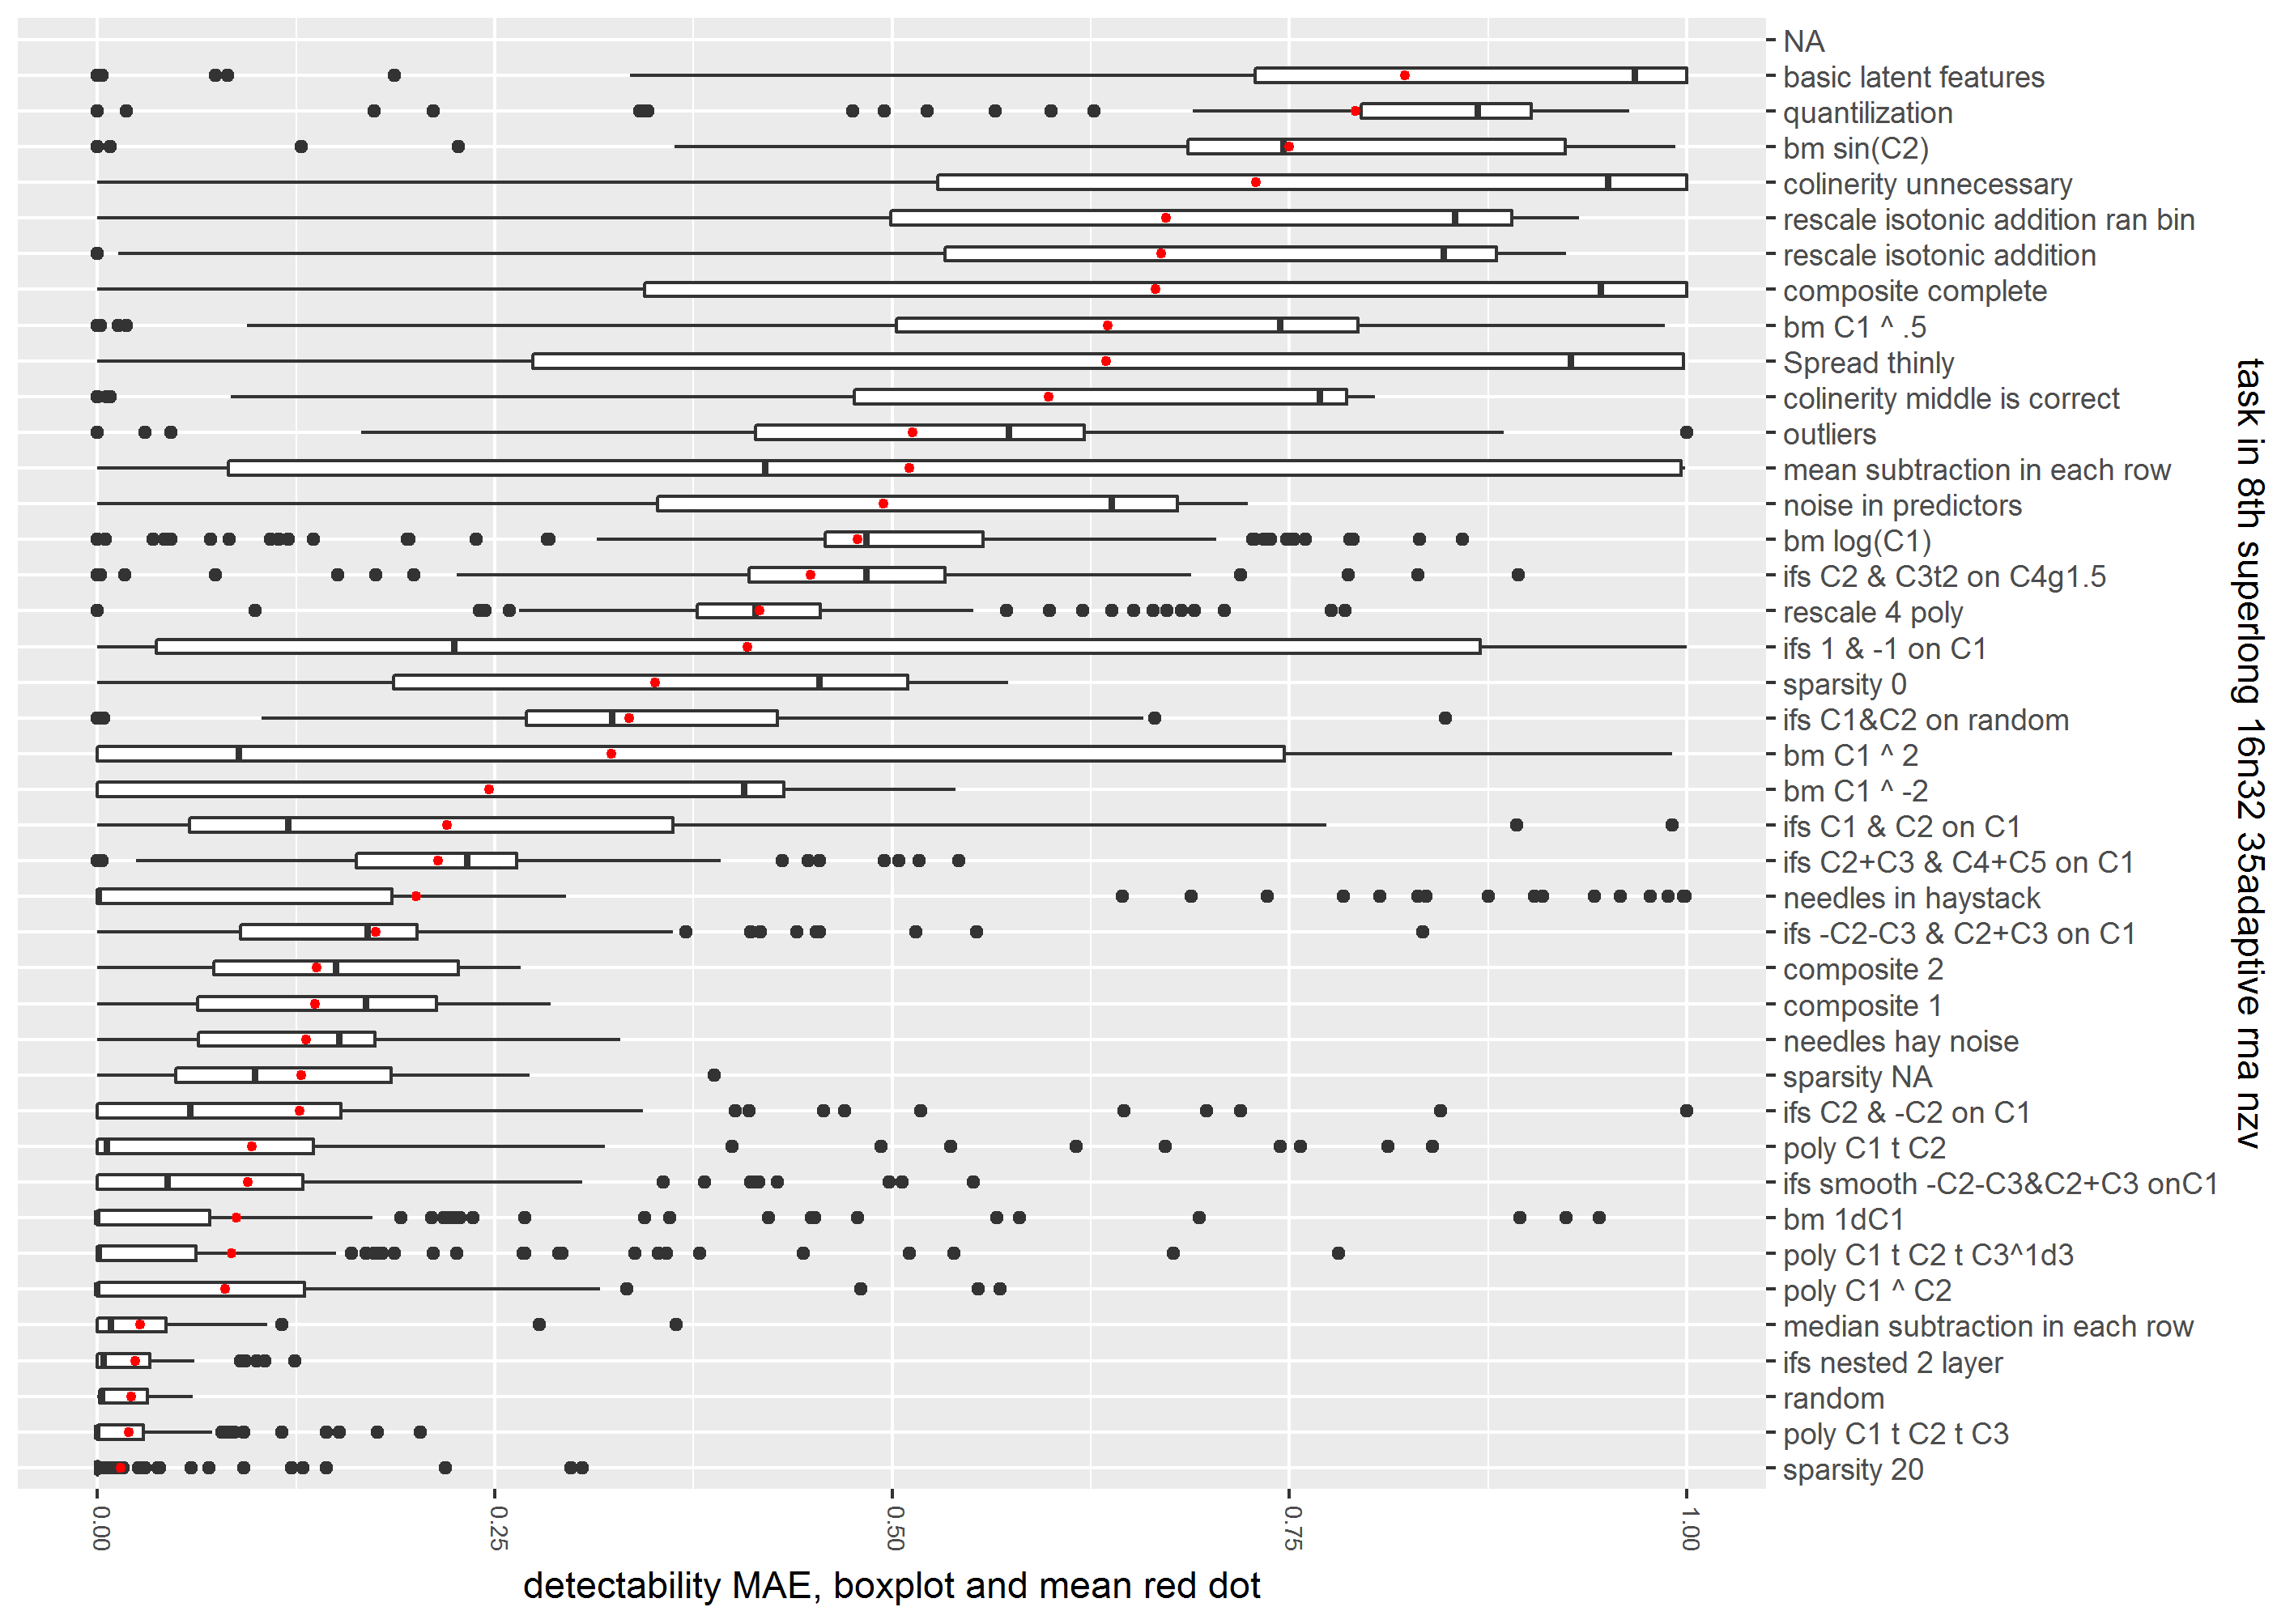 NA
basic latent features
quantilization
bm sin(C2)
colinerity unnecessary
rescale isotonic addition ran bin
rescale isotonic addition
composite complete
bm C1 ^ .5
Spread thinly
colinerity middle is correct
outliers
mean subtraction in each row
noise in predictors
bm log(C1)
ifs C2 & C3t2 on C4g1.5
rescale 4 poly
ifs 1 & -1 on C1
sparsity 0
ifs C1&C2 on random
bm C1 ^ 2
bm C1 ^ -2
ifs C1 & C2 on C1
ifs C2+C3 & C4+C5 on C1
needles in haystack
ifs -C2-C3 & C2+C3 on C1
composite 2
composite 1
needles hay noise
sparsity NA
ifs C2 & -C2 on C1
poly C1 t C2
ifs smooth -C2-C3&C2+C3 onC1
bm 1dC1
poly C1 t C2 t C3^1d3
poly C1 ^ C2
median subtraction in each row
ifs nested 2 layer
random
poly C1 t C2 t C3
sparsity 20
task in 8th superlong 16n32 35adaptive rna nzv
0.00
0.25
0.50
0.75
1.00
detectability MAE, boxplot and mean red dot